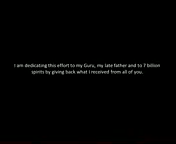 I am dedicating this effort to my Guru, my late father and to 7 billion
spirits by giving back what I received from all of you.